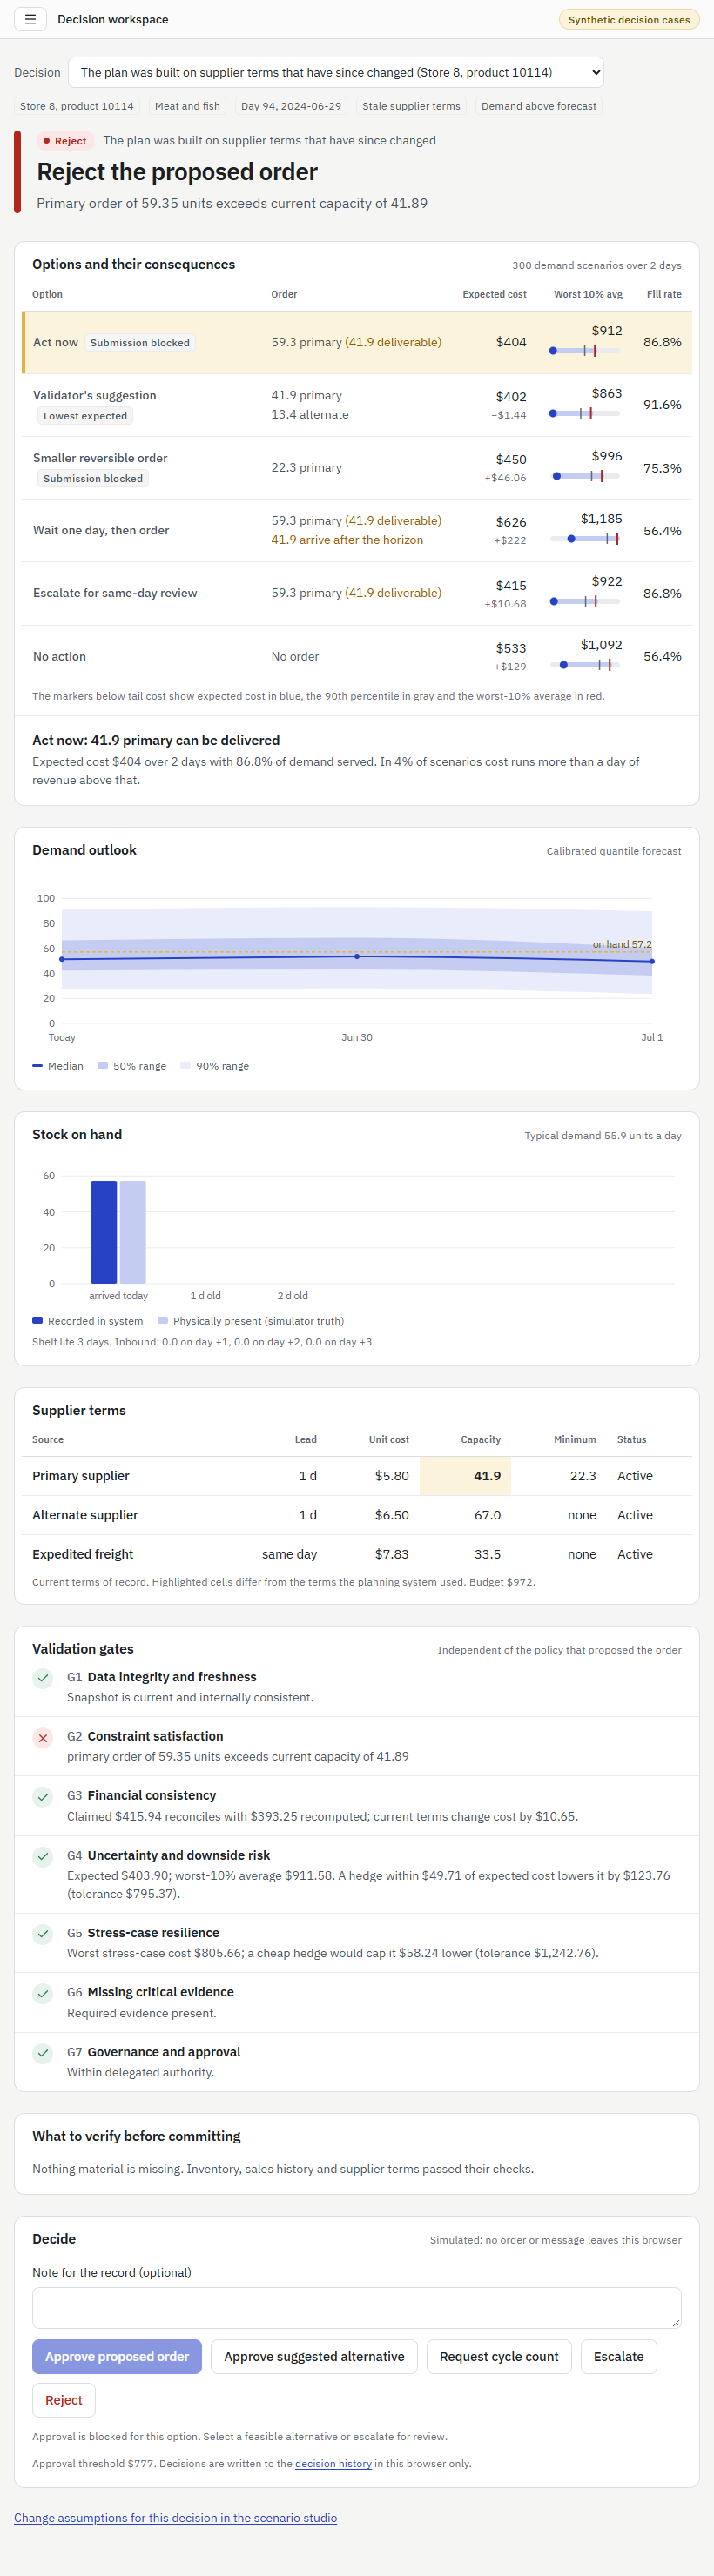 Decision workspace
Synthetic decision cases
Decision
The plan was built on supplier terms that have since changed (Store 8, product 10114)
Store 8, product 10114
Meat and fish
Day 94, 2024-06-29
Stale supplier terms
Demand above forecast
Reject
The plan was built on supplier terms that have since changed
Reject the proposed order
Primary order of 59.35 units exceeds current capacity of 41.89
Options and their consequences
300 demand scenarios over 2 days
Option Order Expected cost Worst 10% avg Fill rate
Act now Submission blocked 59.3 primary (41.9 deliverable) $404 $912 86.8%
Validator's suggestion
Lowest expected
41.9 primary
13.4 alternate
$402
−$1.44
$863
91.6%
Smaller reversible order
Submission blocked
22.3 primary
$450
+$46.06
$996
75.3%
Wait one day, then order
59.3 primary (41.9 deliverable)
41.9 arrive after the horizon
$626
+$222
$1,185
56.4%
Escalate for same-day review
59.3 primary (41.9 deliverable)
$415
+$10.68
$922
86.8%
No action
No order
$533
+$129
$1,092
56.4%
The markers below tail cost show expected cost in blue, the 90th percentile in gray and the worst-10% average in red.
Act now: 41.9 primary can be delivered
Expected cost $404 over 2 days with 86.8% of demand served. In 4% of scenarios cost runs more than a day of
revenue above that.
Demand outlook
Calibrated quantile forecast
100
80
60
40
20
0
on hand 57.2
Today Jun 30 Jul 1
Median 50% range 90% range
Stock on hand
Typical demand 55.9 units a day
60
40
20
0
arrived today 1 d old 2 d old
Recorded in system Physically present (simulator truth)
Shelf life 3 days. Inbound: 0.0 on day +1, 0.0 on day +2, 0.0 on day +3.
Supplier terms
Source Lead Unit cost Capacity Minimum Status
Primary supplier 1 d $5.80 41.9 22.3 Active
Alternate supplier 1 d $6.50 67.0 none Active
Expedited freight same day $7.83 33.5 none Active
Current terms of record. Highlighted cells differ from the terms the planning system used. Budget $972.
Validation gates
Independent of the policy that proposed the order
G1 Data integrity and freshness
Snapshot is current and internally consistent.
G2 Constraint satisfaction
primary order of 59.35 units exceeds current capacity of 41.89
G3 Financial consistency
Claimed $415.94 reconciles with $393.25 recomputed; current terms change cost by $10.65.
G4 Uncertainty and downside risk
Expected $403.90; worst-10% average $911.58. A hedge within $49.71 of expected cost lowers it by $123.76
(tolerance $795.37).
G5 Stress-case resilience
Worst stress-case cost $805.66; a cheap hedge would cap it $58.24 lower (tolerance $1,242.76).
G6 Missing critical evidence
Required evidence present.
G7 Governance and approval
Within delegated authority.
What to verify before committing
Nothing material is missing. Inventory, sales history and supplier terms passed their checks.
Decide
Simulated: no order or message leaves this browser
Note for the record (optional)
Approve proposed order
Approve suggested alternative
Request cycle count
Escalate
Reject
Approval is blocked for this option. Select a feasible alternative or escalate for review.
Approval threshold $777. Decisions are written to the decision history in this browser only.
Change assumptions for this decision in the scenario studio